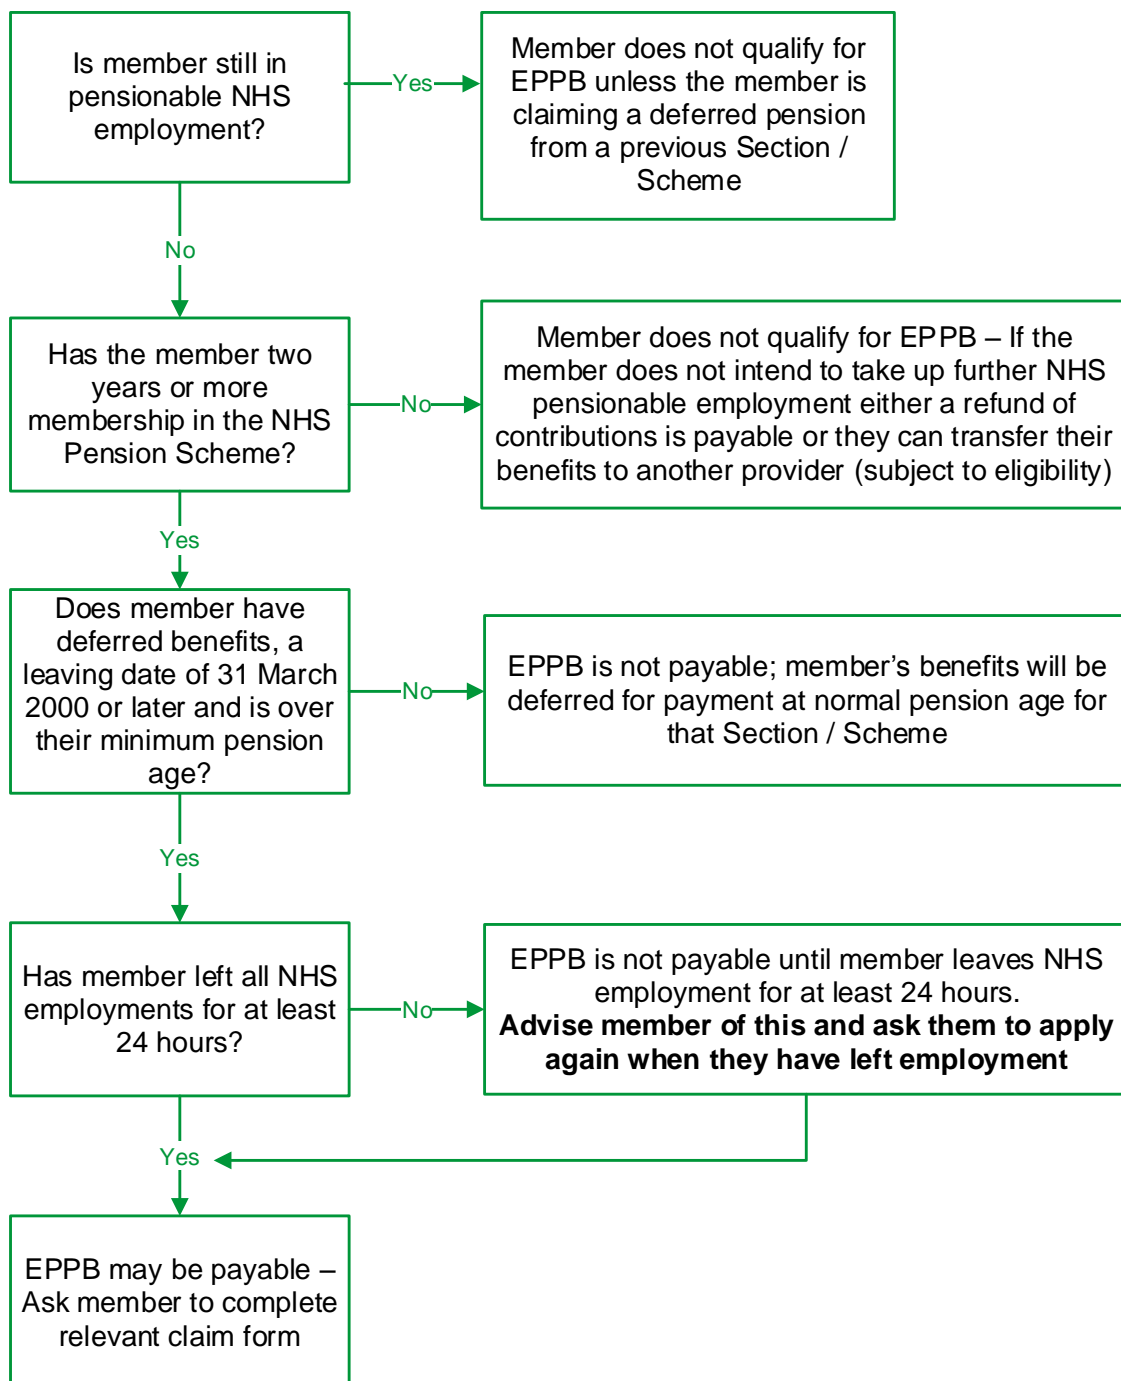 Is member still in
pensionable NHS
employment?
Yes
Member does not qualify for
EPPB unless the member is
claiming a deferred pension
from a previous Section /
Scheme
No
Has the member two
years or more
membership in the NHS
Pension Scheme?
No
Member does not qualify for EPPB – If the
member does not intend to take up further NHS
pensionable employment either a refund of
contributions is payable or they can transfer their
benefits to another provider (subject to eligibility)
Yes
Does member have
deferred benefits, a
leaving date of 31 March
2000 or later and is over
their minimum pension
age?
No
EPPB is not payable; member’s benefits will be
deferred for payment at normal pension age for
that Section / Scheme
Yes
Has member left all NHS
employments for at least
24 hours?
No
EPPB is not payable until member leaves NHS
employment for at least 24 hours.
Advise member of this and ask them to apply
again when they have left employment
Yes
EPPB may be payable –
Ask member to complete
relevant claim form